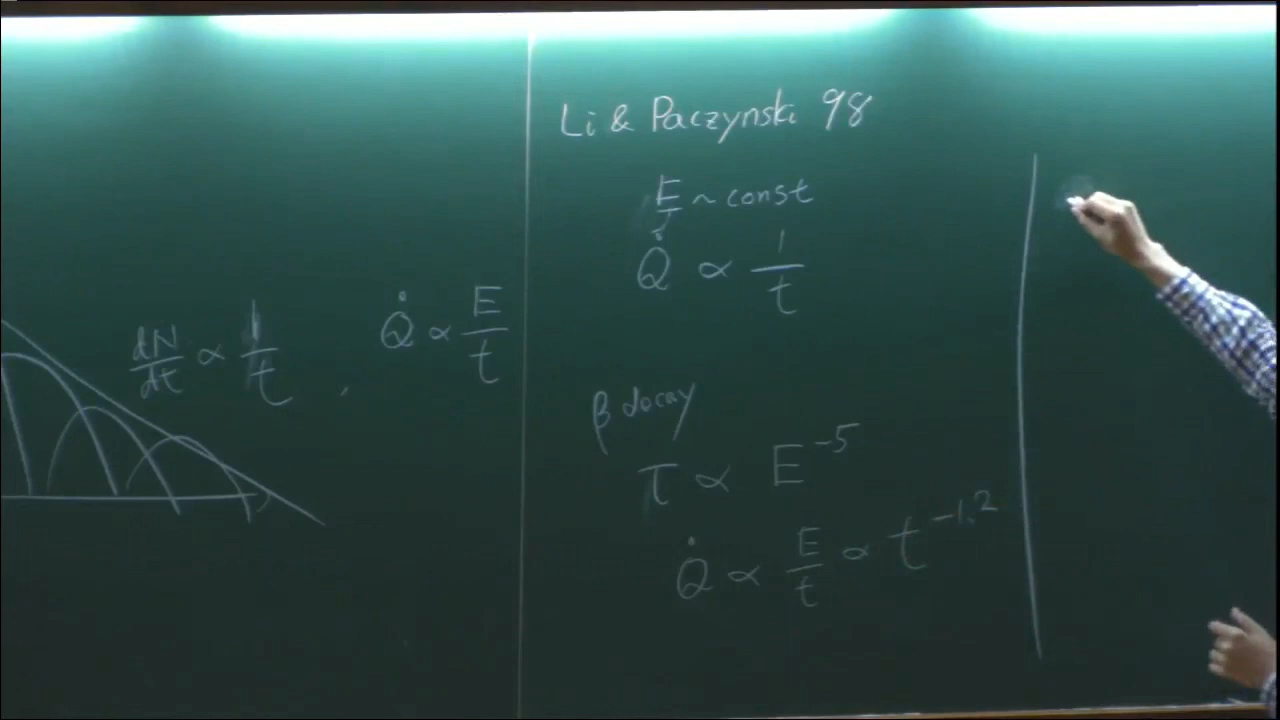 dN/dt ∝ 1/t , Q̇ ∝ E/t
Li & Paczynski 98
E ~ const
Q̇ ∝ 1/t
β decay
τ ∝ E^-5
Q̇ ∝ E/t ∝ t^-1.2